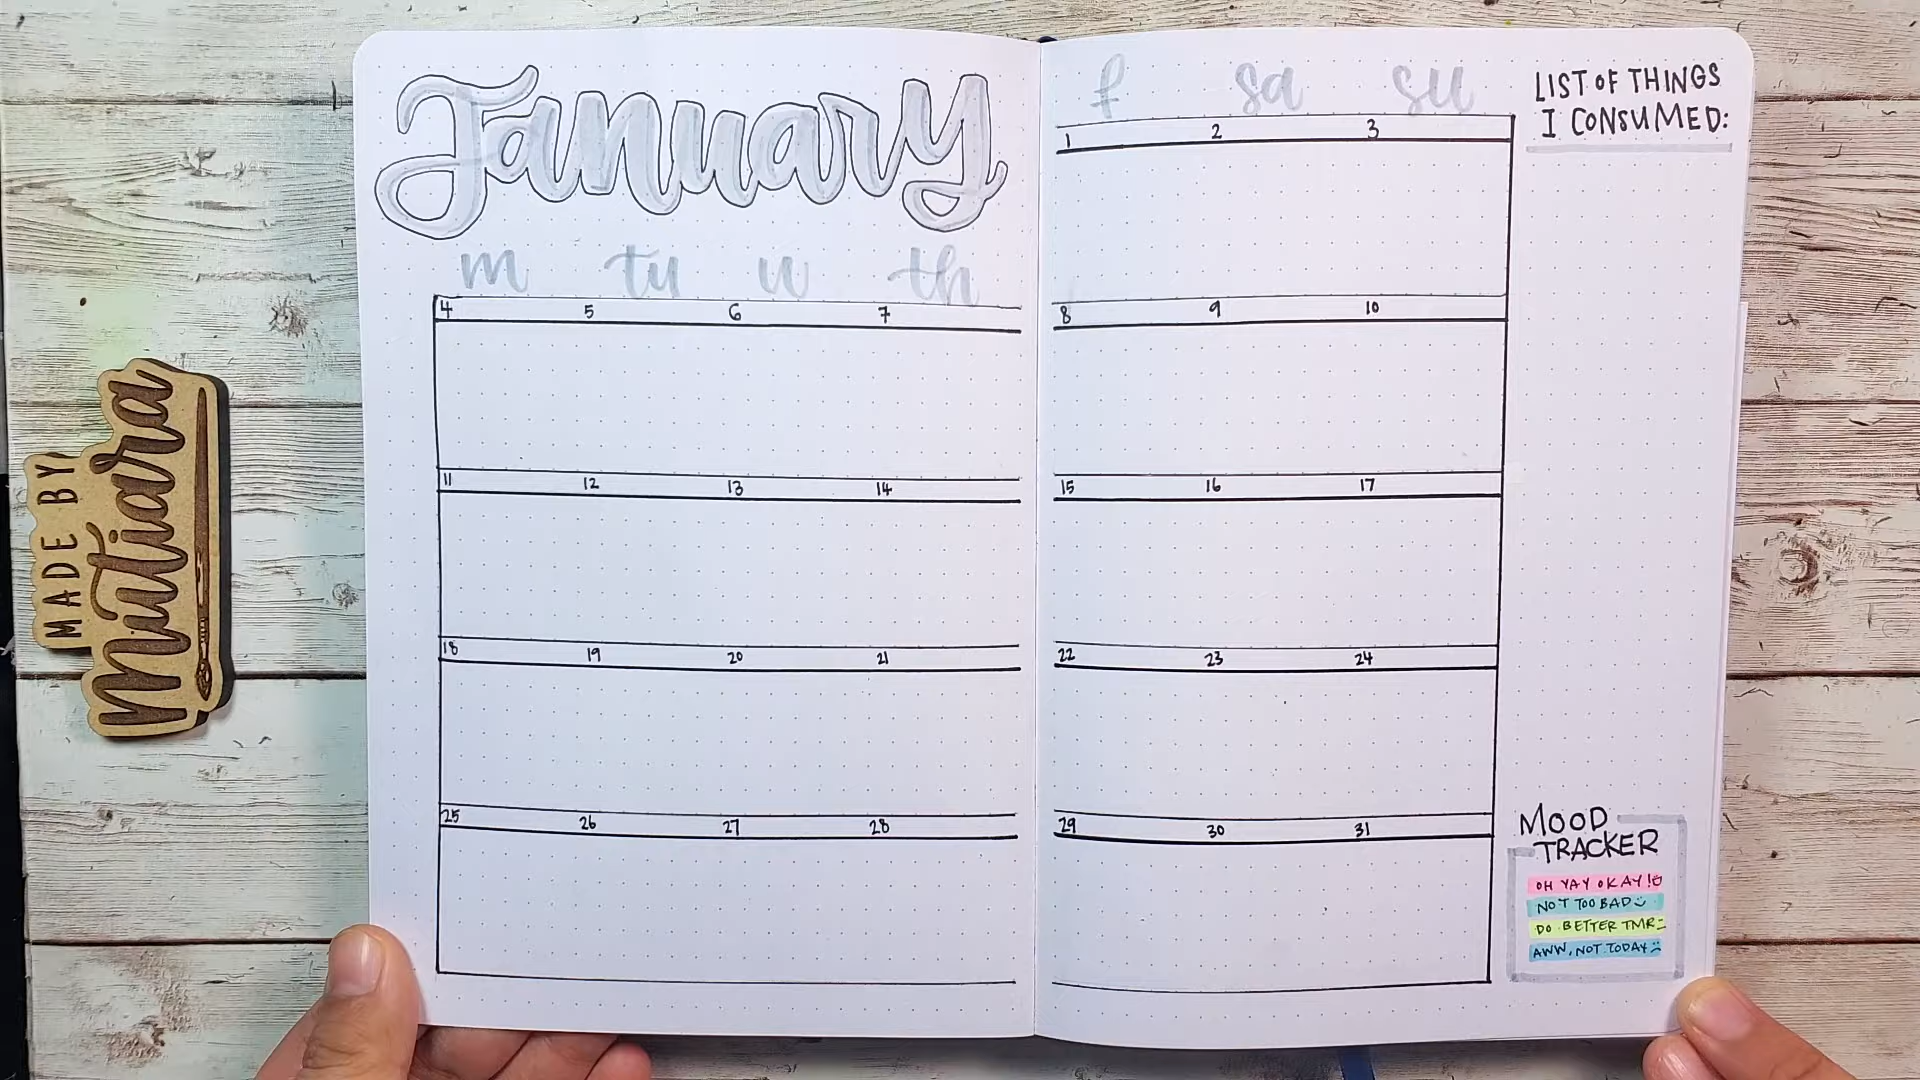 January
m tu w th
4 5 6 7
11 12 13 14
18 19 20 21
25 26 27 28
f sa su
1 2 3
8 9 10
15 16 17
22 23 24
29 30 31
LIST OF THINGS
I CONSUMED:
MOOD
TRACKER
OH YAY OKAY!
NOT TOO BAD
DO BETTER TMR
AWW, NOT TODAY
MADE BY
Mutiara